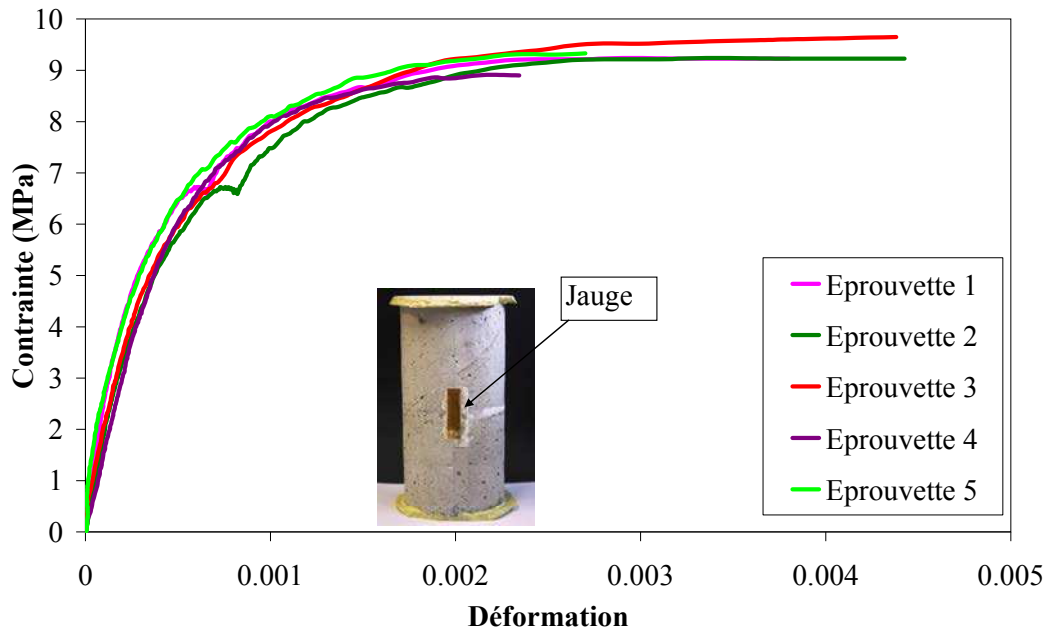 10
9
8
7
6
5
4
3
2
1
0
Contrainte (MPa)
Jauge
Eprouvette 1
Eprouvette 2
Eprouvette 3
Eprouvette 4
Eprouvette 5
0 0.001 0.002 0.003 0.004 0.005
Déformation